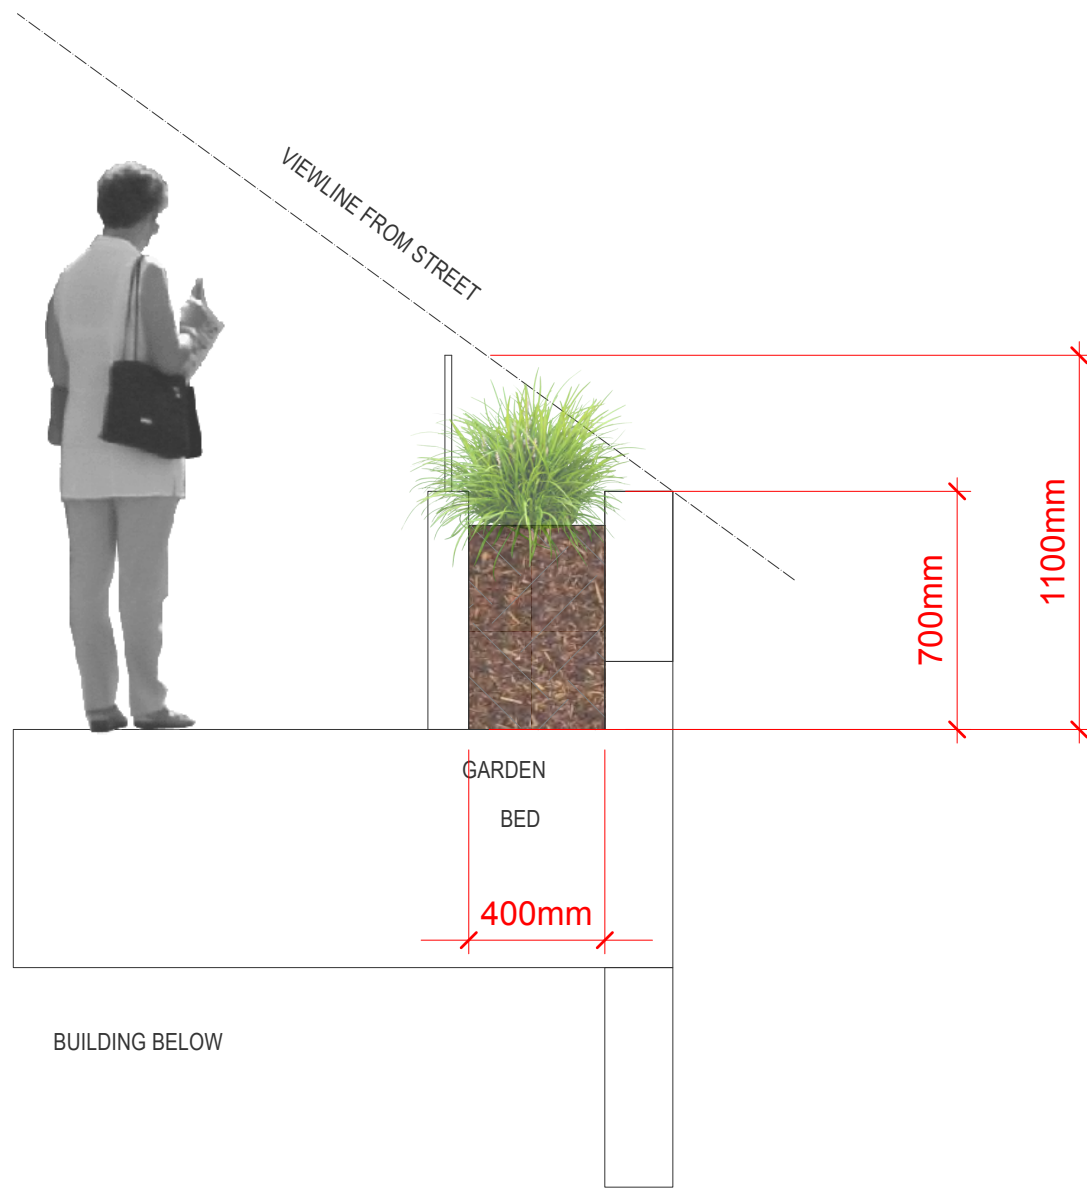 VIEWLINE FROM STREET
1100mm
700mm
GARDEN
BED
400mm
BUILDING BELOW